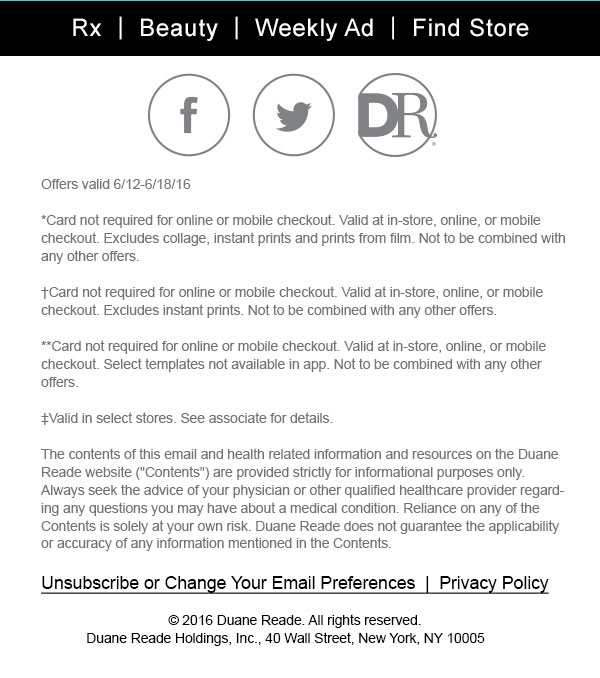 Rx | Beauty | Weekly Ad | Find Store
f
DR
Offers valid 6/12-6/18/16
*Card not required for online or mobile checkout. Valid at in-store, online, or mobile
checkout. Excludes collage, instant prints and prints from film. Not to be combined with
any other offers.
†Card not required for online or mobile checkout. Valid at in-store, online, or mobile
checkout. Excludes instant prints. Not to be combined with any other offers.
**Card not required for online or mobile checkout. Valid at in-store, online, or mobile
checkout. Select templates not available in app. Not to be combined with any other
offers.
‡Valid in select stores. See associate for details.
The contents of this email and health related information and resources on the Duane
Reade website ("Contents") are provided strictly for informational purposes only.
Always seek the advice of your physician or other qualified healthcare provider regard-
ing any questions you may have about a medical condition. Reliance on any of the
Contents is solely at your own risk. Duane Reade does not guarantee the applicability
or accuracy of any information mentioned in the Contents.
Unsubscribe or Change Your Email Preferences | Privacy Policy
© 2016 Duane Reade. All rights reserved.
Duane Reade Holdings, Inc., 40 Wall Street, New York, NY 10005